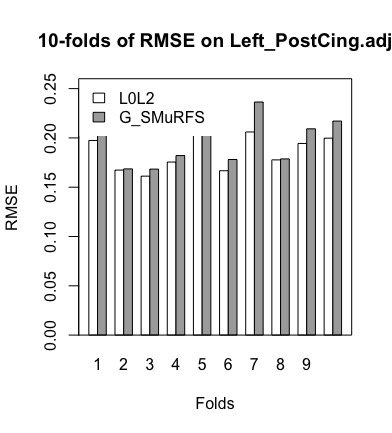 10-folds of RMSE on Left_PostCing.adj
L0L2
G_SMuRFS
RMSE
0.25
0.20
0.15
0.10
0.05
0.00
1 2 3 4 5 6 7 8 9
Folds